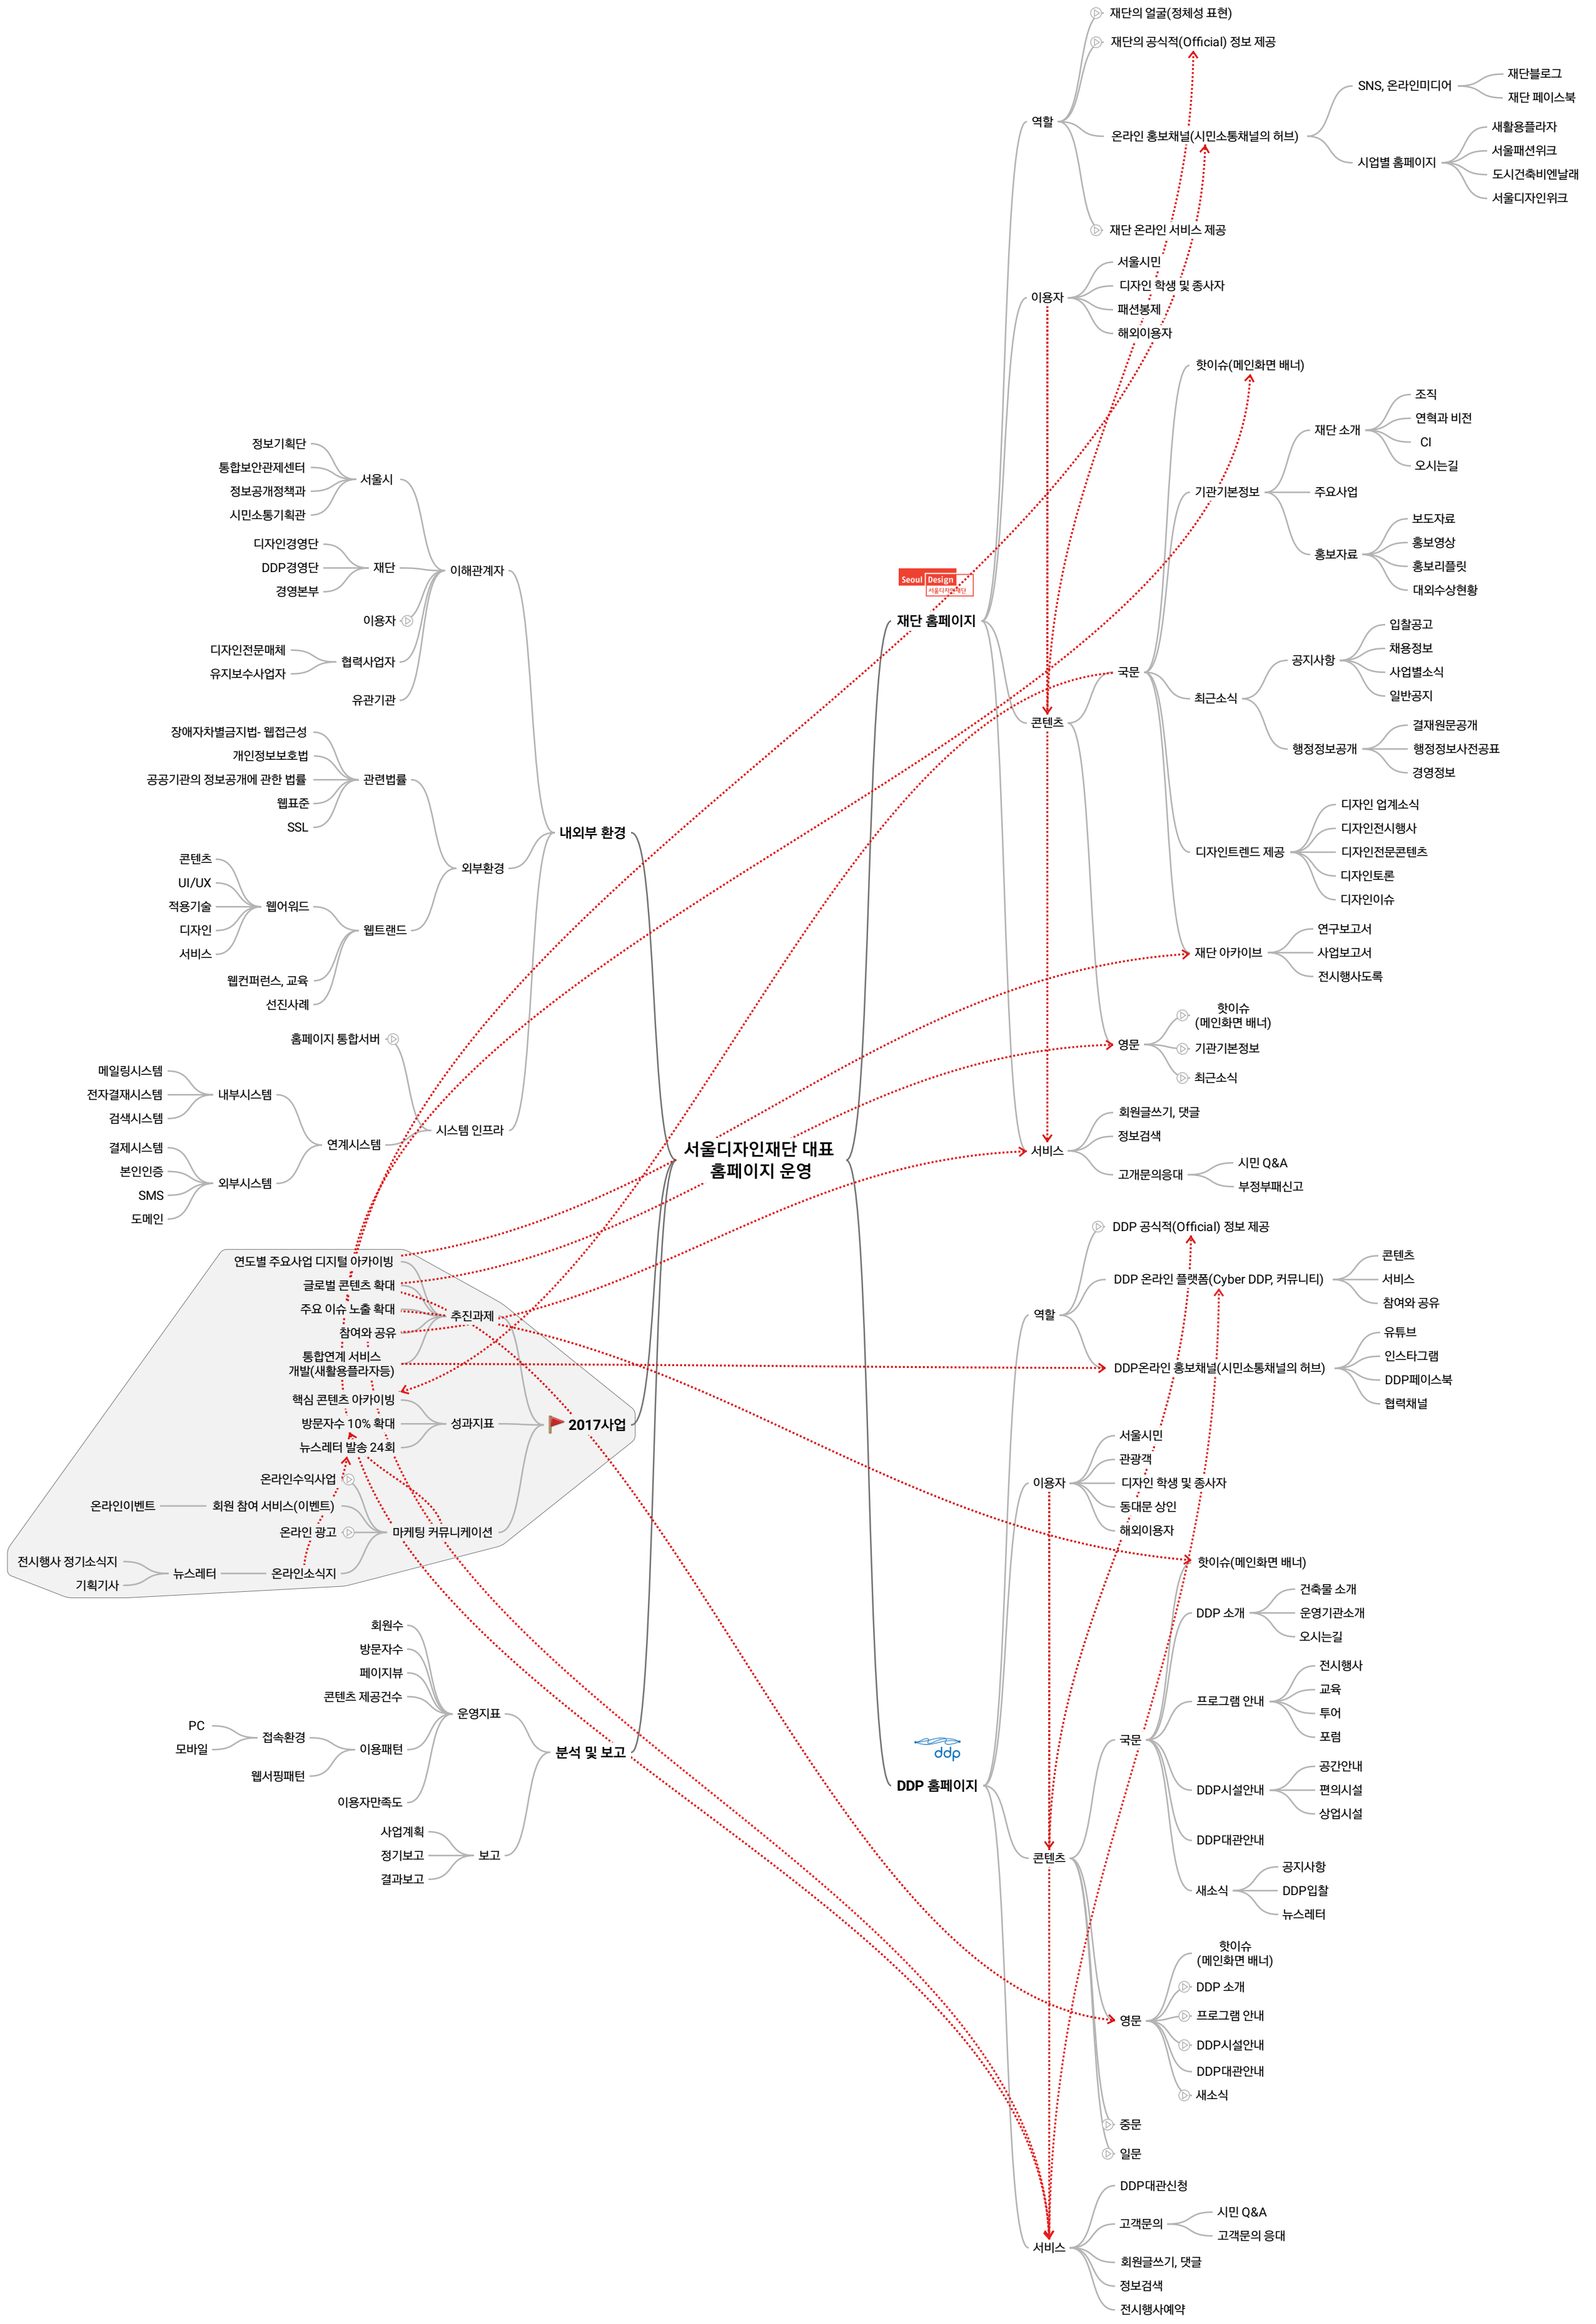 서울디자인재단 대표
홈페이지 운영
Seoul Design
서울디자인재단
재단 홈페이지
역할
재단의 얼굴(정체성 표현)
재단의 공식적(Official) 정보 제공
온라인 홍보채널(시민소통채널의 허브)
SNS, 온라인미디어
재단블로그
재단 페이스북
시업별 홈페이지
새활용플라자
서울패션위크
도시건축비엔날래
서울디자인위크
재단 온라인 서비스 제공
이용자
서울시민
디자인 학생 및 종사자
패션봉제
해외이용자
콘텐츠
국문
핫이슈(메인화면 배너)
기관기본정보
재단 소개
조직
연혁과 비전
CI
오시는길
주요사업
홍보자료
보도자료
홍보영상
홍보리플릿
대외수상현황
최근소식
공지사항
입찰공고
채용정보
사업별소식
일반공지
행정정보공개
결재원문공개
행정정보사전공표
경영정보
디자인트렌드 제공
디자인 업계소식
디자인전시행사
디자인전문콘텐츠
디자인토론
디자인이슈
재단 아카이브
연구보고서
사업보고서
전시행사도록
영문
핫이슈
(메인화면 배너)
기관기본정보
최근소식
서비스
회원글쓰기, 댓글
정보검색
고개문의응대
시민 Q&A
부정부패신고
ddp
DDP 홈페이지
역할
DDP 공식적(Official) 정보 제공
DDP 온라인 플랫폼(Cyber DDP, 커뮤니티)
콘텐츠
서비스
참여와 공유
DDP온라인 홍보채널(시민소통채널의 허브)
유튜브
인스타그램
DDP페이스북
협력채널
이용자
서울시민
관광객
디자인 학생 및 종사자
동대문 상인
해외이용자
콘텐츠
국문
핫이슈(메인화면 배너)
DDP 소개
건축물 소개
운영기관소개
오시는길
프로그램 안내
전시행사
교육
투어
포럼
DDP시설안내
공간안내
편의시설
상업시설
DDP대관안내
새소식
공지사항
DDP입찰
뉴스레터
영문
핫이슈
(메인화면 배너)
DDP 소개
프로그램 안내
DDP시설안내
DDP대관안내
새소식
중문
일문
서비스
DDP대관신청
고객문의
시민 Q&A
고객문의 응대
회원글쓰기, 댓글
정보검색
전시행사예약
내외부 환경
이해관계자
서울시
정보기획단
통합보안관제센터
정보공개정책과
시민소통기획관
재단
디자인경영단
DDP경영단
경영본부
이용자
협력사업자
디자인전문매체
유지보수사업자
유관기관
외부환경
관련법률
장애자차별금지법- 웹접근성
개인정보보호법
공공기관의 정보공개에 관한 법률
웹표준
SSL
웹트랜드
웹어워드
콘텐츠
UI/UX
적용기술
디자인
서비스
웹컨퍼런스, 교육
선진사례
시스템 인프라
홈페이지 통합서버
연계시스템
내부시스템
메일링시스템
전자결재시스템
검색시스템
외부시스템
결제시스템
본인인증
SMS
도메인
2017사업
추진과제
연도별 주요사업 디지털 아카이빙
글로벌 콘텐츠 확대
주요 이슈 노출 확대
참여와 공유
통합연계 서비스
개발(새활용플라자등)
성과지표
핵심 콘텐츠 아카이빙
방문자수 10% 확대
뉴스레터 발송 24회
마케팅 커뮤니케이션
온라인수익사업
회원 참여 서비스(이벤트)
온라인이벤트
온라인 광고
온라인소식지
뉴스레터
전시행사 정기소식지
기획기사
분석 및 보고
운영지표
회원수
방문자수
페이지뷰
콘텐츠 제공건수
이용패턴
접속환경
PC
모바일
웹서핑패턴
이용자만족도
보고
사업계획
정기보고
결과보고